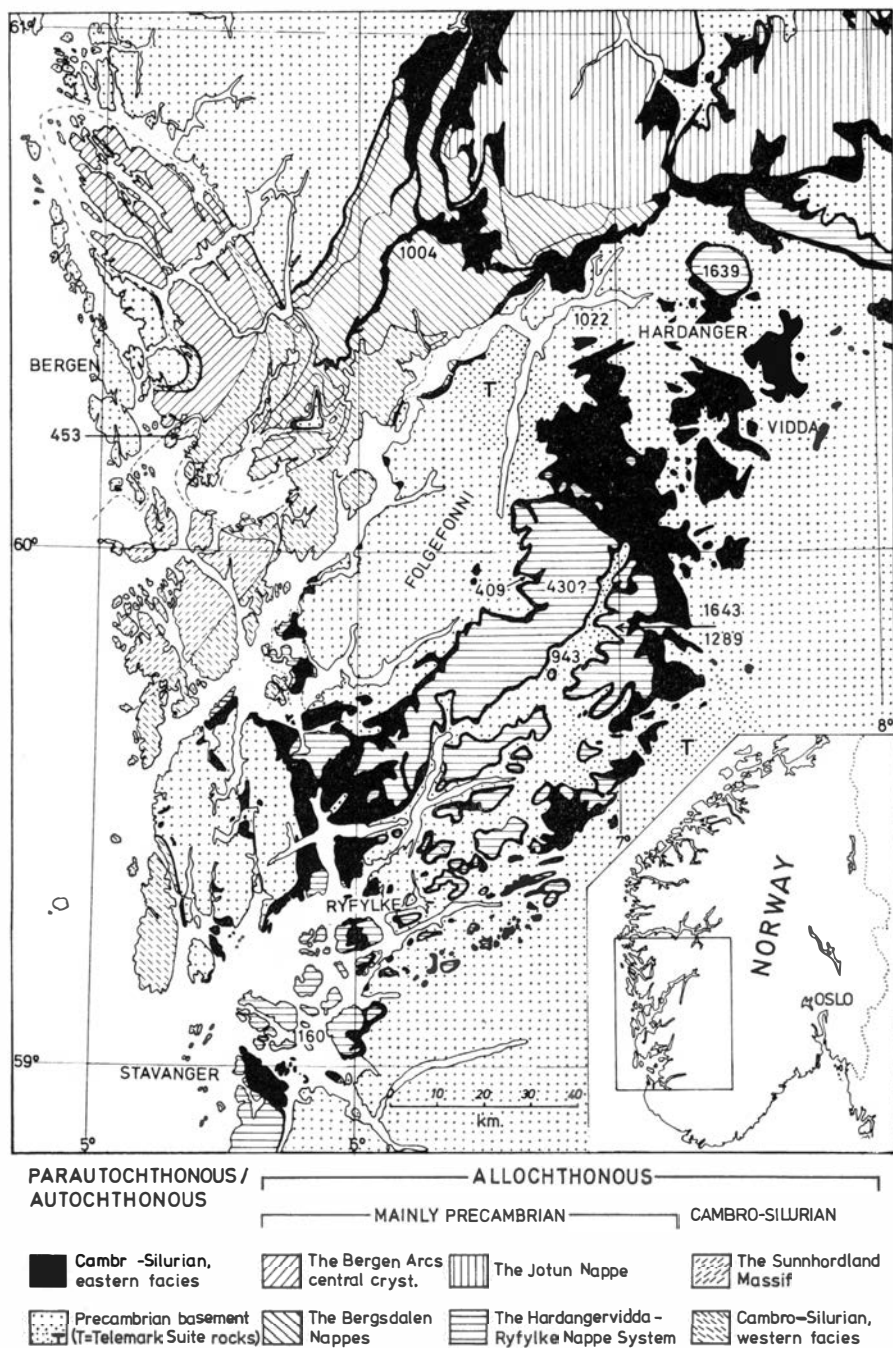 61°
1004
1639
1022
HARDANGER
BERGEN
T
VIDDA
453
60°
FOLGEFONNI
409
430?
1643
1289
943
8°
T
7°
RYFYLKE
NORWAY
OSLO
160
59°
STAVANGER
0 10 20 30 40
km.
5°
6°
PARAUTOCHTHONOUS/
AUTOCHTHONOUS
ALLOCHTHONOUS
MAINLY PRECAMBRIAN
CAMBRO-SILURIAN
Cambr -Silurian,
eastern facies
The Bergen Arcs
central cryst.
The Jotun Nappe
The Sunnhordland
Massif
Precambrian basement
(T=Telemark Suite rocks)
T
The Bergsdalen
Nappes
The Hardangervidda-
Ryfylke Nappe System
Cambro-Silurian,
western facies